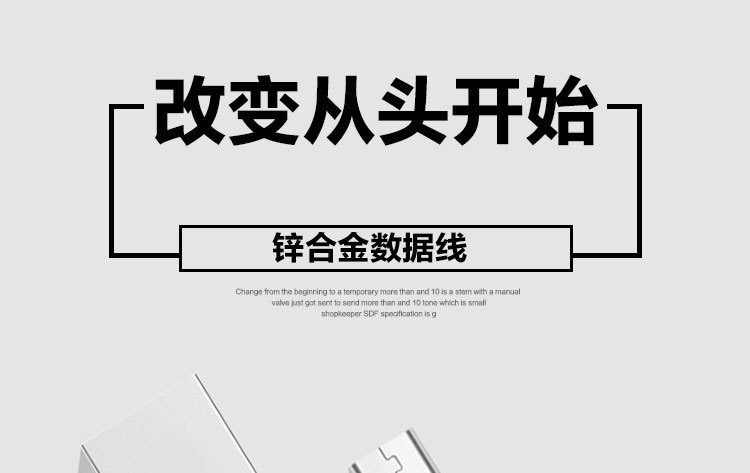 改变从头开始
锌合金数据线
Change from the beginning to a temporary more than and 10 is a stem with a manual
valve just got sent to send more than and 10 tone which is small
shopkeeper SDF specification is g